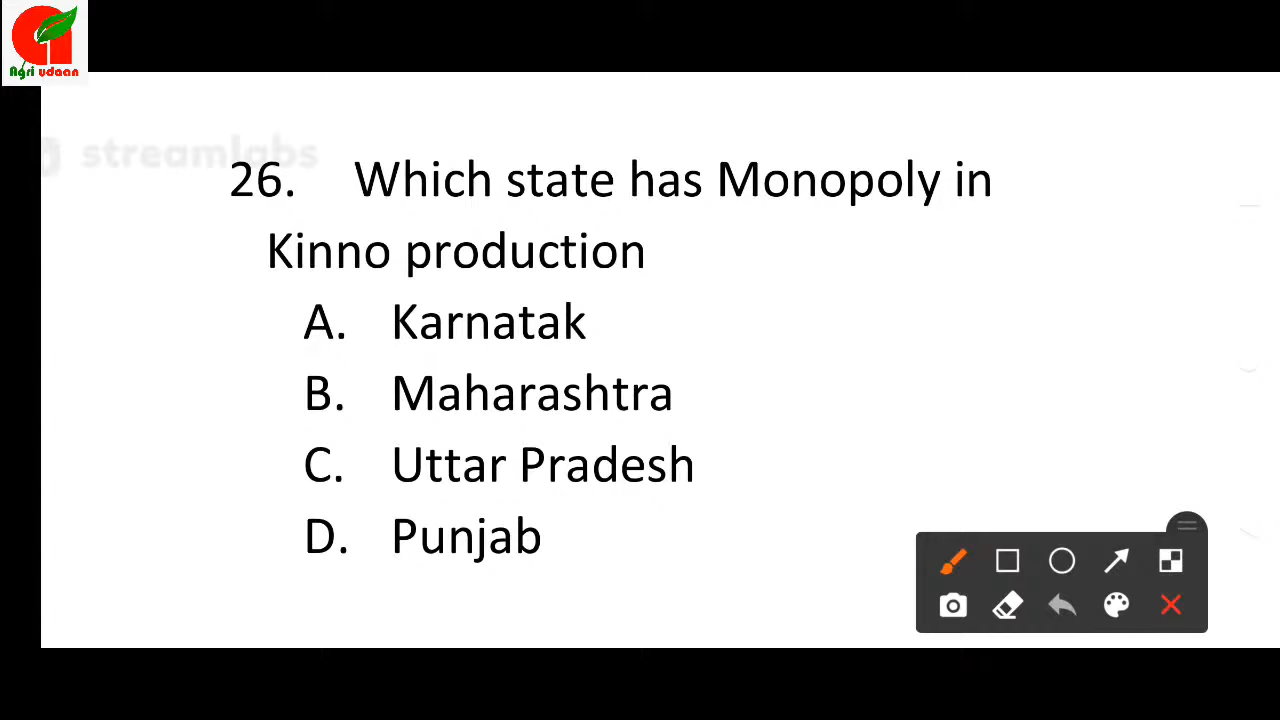 Agri udaan
streamlabs
26. Which state has Monopoly in
Kinno production
A. Karnatak
B. Maharashtra
C. Uttar Pradesh
D. Punjab